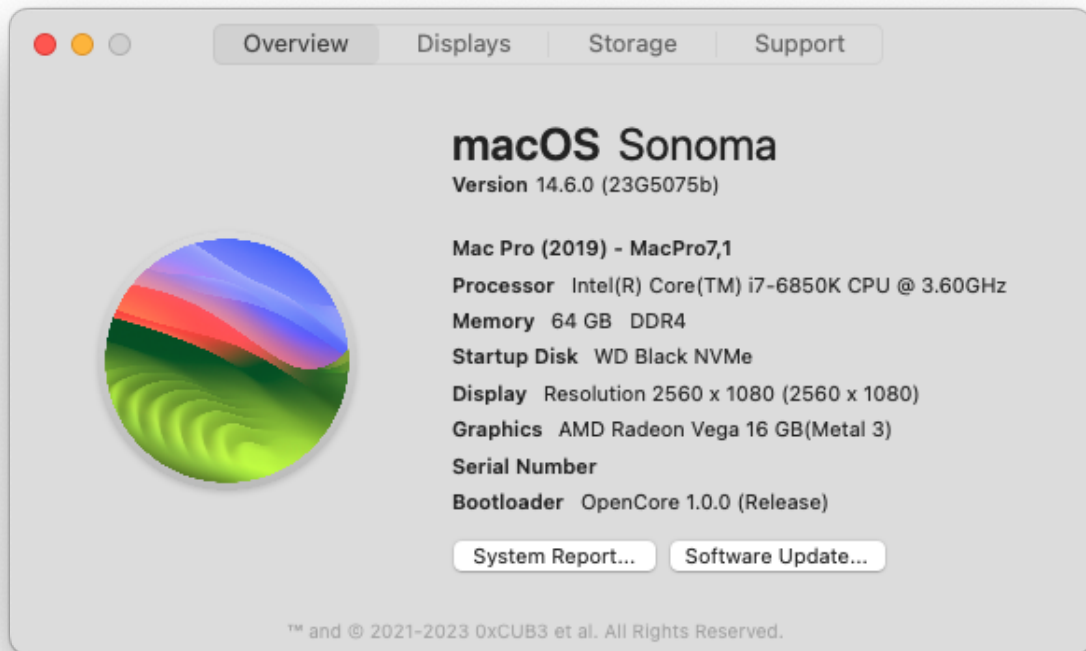 Overview Displays Storage Support
macOS Sonoma
Version 14.6.0 (23G5075b)
Mac Pro (2019) - MacPro7,1
Processor Intel(R) Core(TM) i7-6850K CPU @ 3.60GHz
Memory 64 GB DDR4
Startup Disk WD Black NVMe
Display Resolution 2560 x 1080 (2560 x 1080)
Graphics AMD Radeon Vega 16 GB(Metal 3)
Serial Number
Bootloader OpenCore 1.0.0 (Release)
System Report... Software Update...
™ and © 2021-2023 0xCUB3 et al. All Rights Reserved.